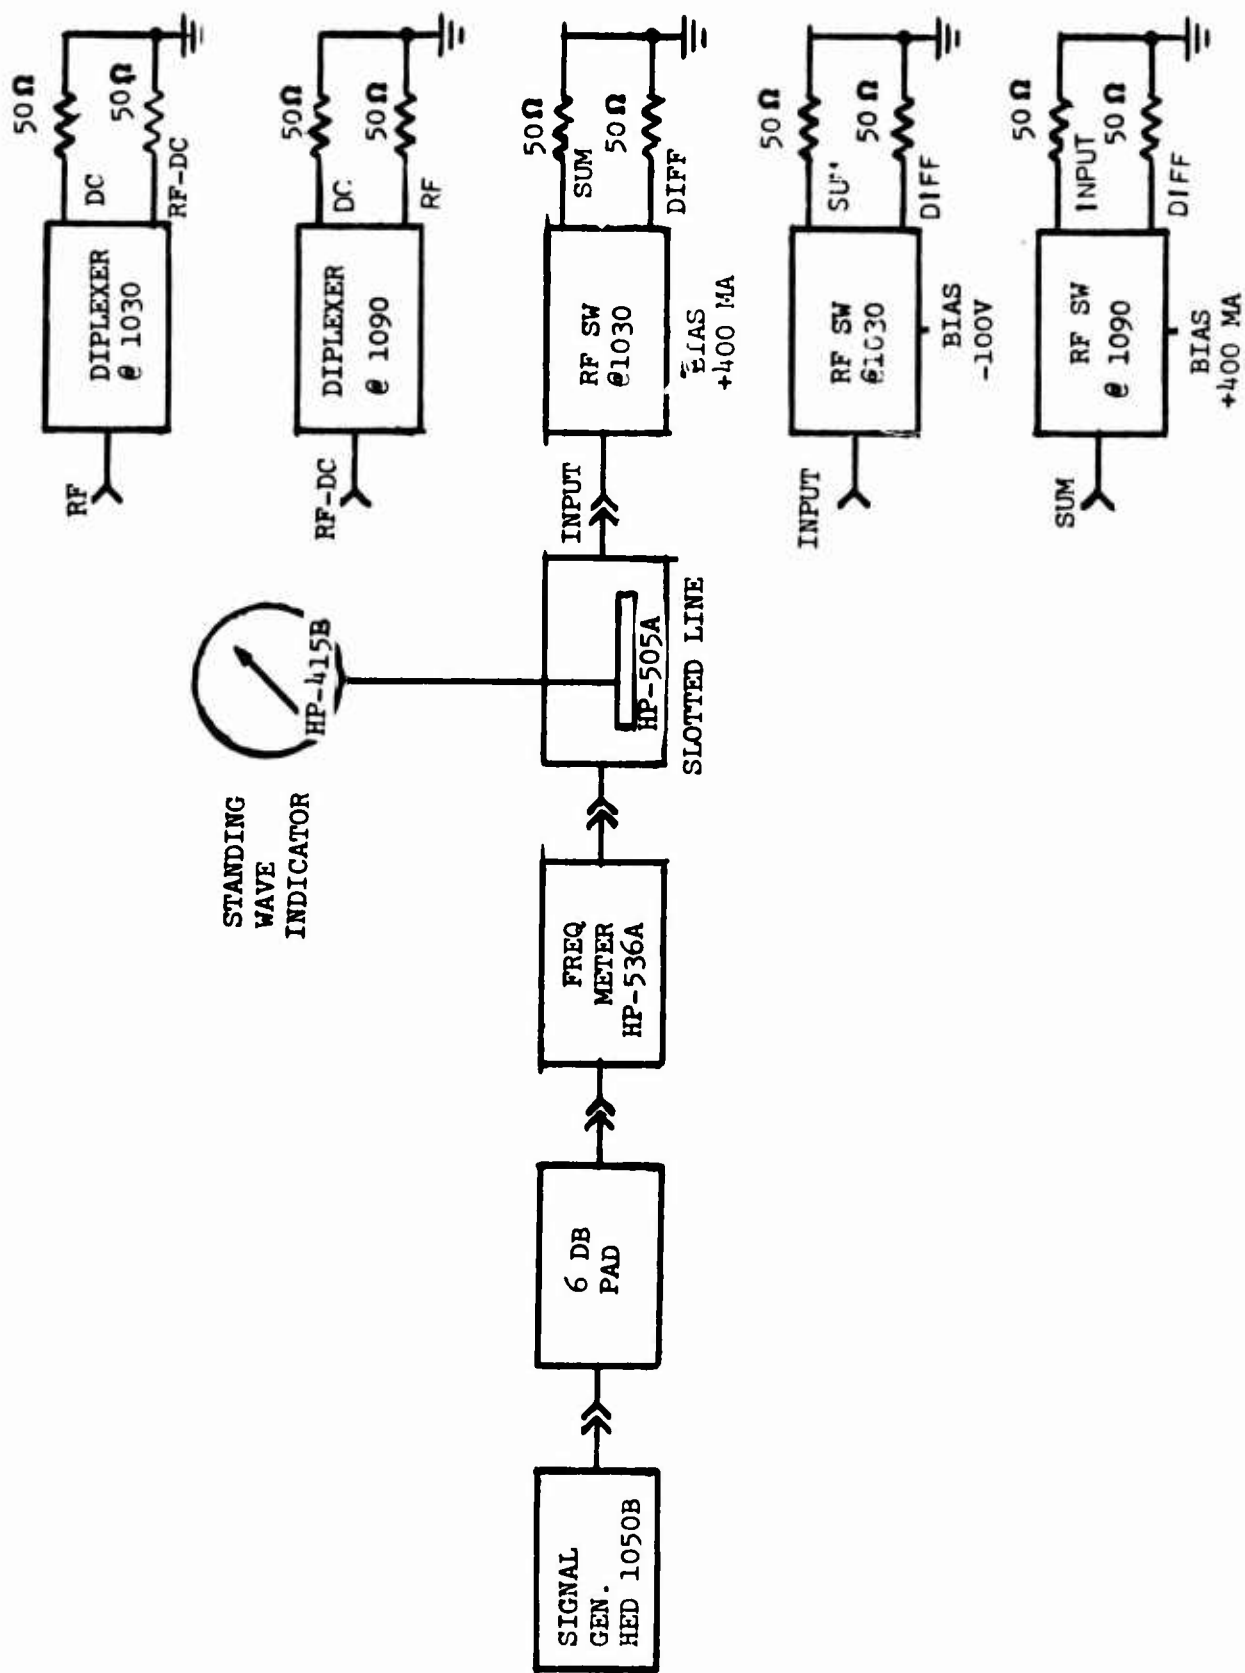 SIGNAL
GEN.
HED 1050B
6 DB
PAD
FREQ
METER
HP-536A
STANDING
WAVE
INDICATOR
HP-415B
HP-505A
SLOTTED LINE
RF
DIPLEXER
@ 1030
DC
50Ω
50Ω
RF-DC
RF-DC
DIPLEXER
@ 1090
DC
50Ω
50Ω
RF
INPUT
RF SW
@1030
BIAS
+400 MA
SUM
50Ω
50Ω
DIFF
INPUT
RF SW
@1030
BIAS
-100V
SUM
50Ω
50Ω
DIFF
SUM
RF SW
@ 1090
BIAS
+400 MA
INPUT
50Ω
50Ω
DIFF